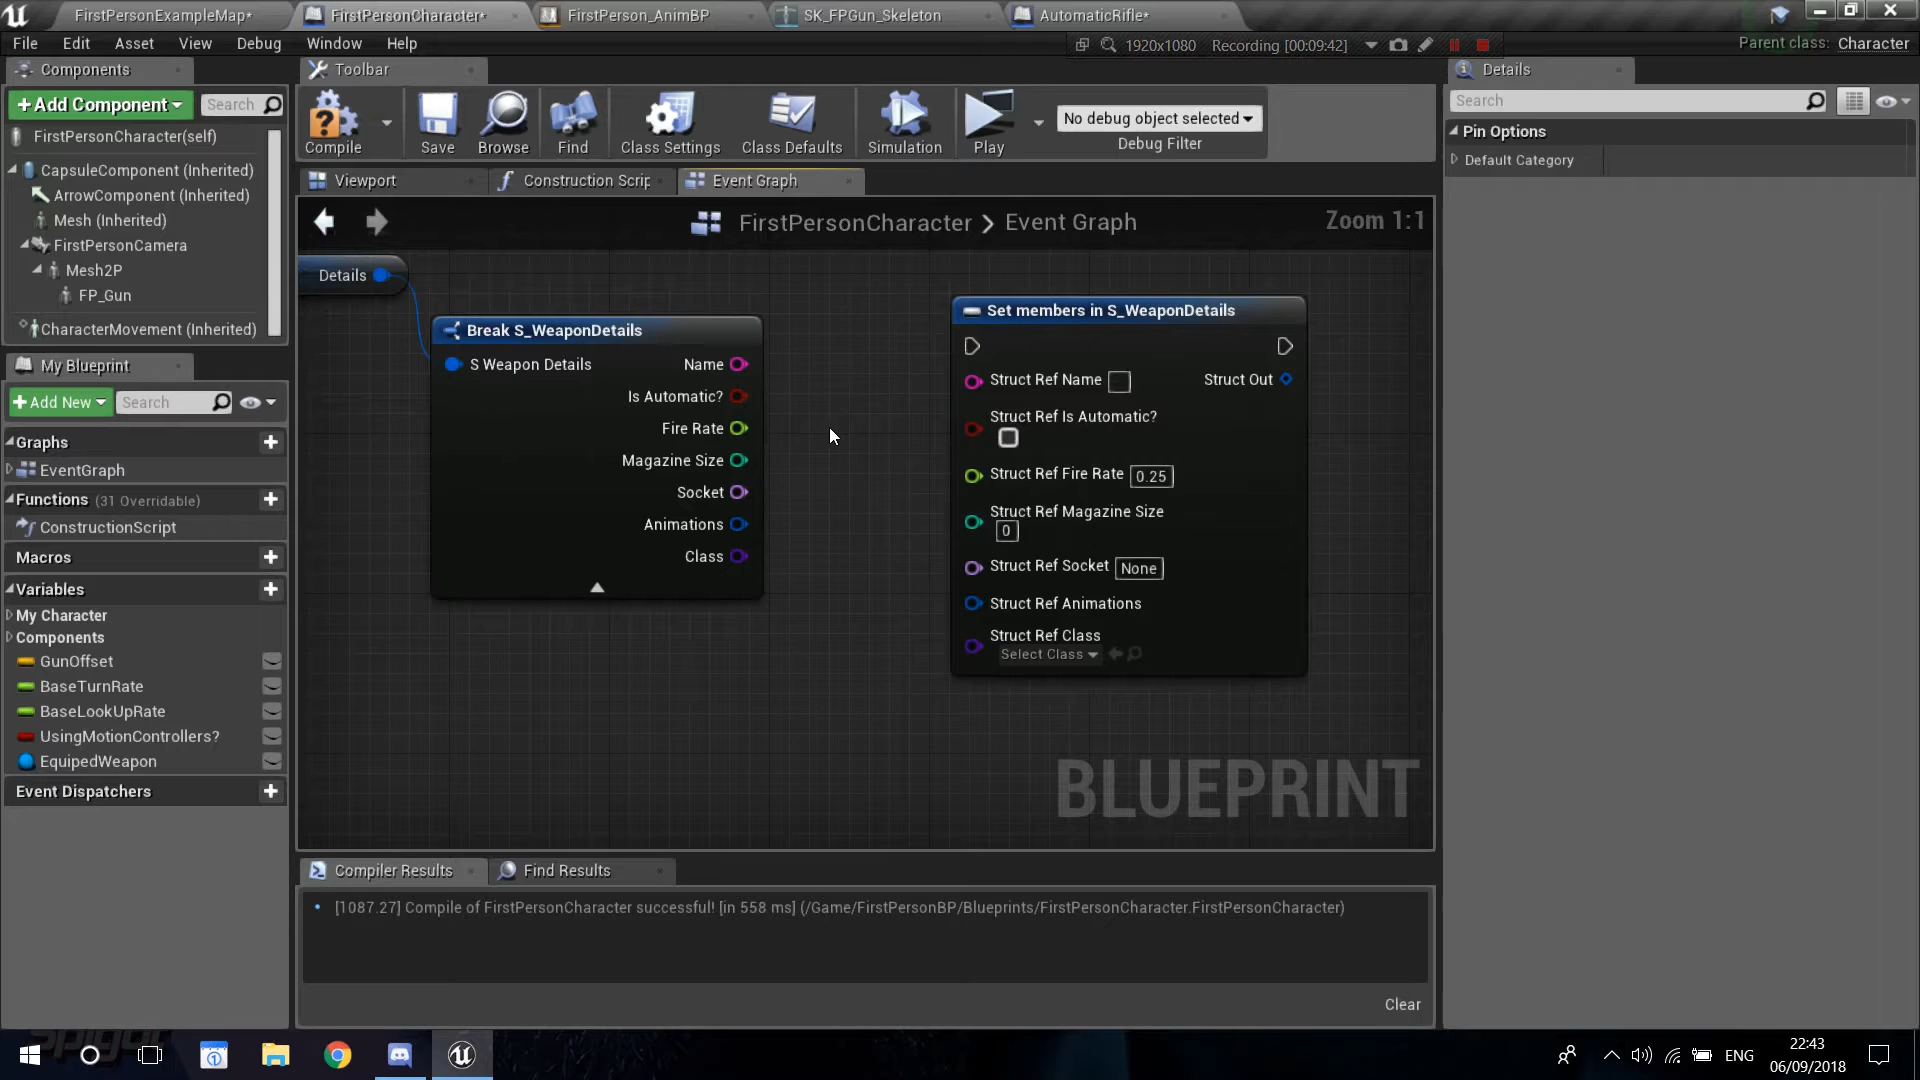 FirstPersonExampleMap*
FirstPersonCharacter*
FirstPerson_AnimBP
SK_FPGun_Skeleton
AutomaticRifle*
File Edit Asset View Debug Window Help
1920x1080 Recording [00:09:42]
Parent class: Character
Components
Toolbar
Details
+Add Component
Search
Search
FirstPersonCharacter(self)
CapsuleComponent (Inherited)
ArrowComponent (Inherited)
Mesh (Inherited)
FirstPersonCamera
Mesh2P
FP_Gun
CharacterMovement (Inherited)
Compile
Save
Browse
Find
Class Settings
Class Defaults
Simulation
Play
No debug object selected
Debug Filter
Pin Options
Default Category
Viewport
Construction Scrip
Event Graph
FirstPersonCharacter > Event Graph
Zoom 1:1
Details
Break S_WeaponDetails
S Weapon Details
Name
Is Automatic?
Fire Rate
Magazine Size
Socket
Animations
Class
Set members in S_WeaponDetails
Struct Ref Name
Struct Out
Struct Ref Is Automatic?
Struct Ref Fire Rate 0.25
Struct Ref Magazine Size
0
Struct Ref Socket None
Struct Ref Animations
Struct Ref Class
Select Class
BLUEPRINT
My Blueprint
+Add New
Search
Graphs
EventGraph
Functions (31 Overridable)
ConstructionScript
Macros
Variables
My Character
Components
GunOffset
BaseTurnRate
BaseLookUpRate
UsingMotionControllers?
EquipedWeapon
Event Dispatchers
Compiler Results
Find Results
[1087.27] Compile of FirstPersonCharacter successful! [in 558 ms] (/Game/FirstPersonBP/Blueprints/FirstPersonCharacter.FirstPersonCharacter)
Clear
ENG
22:43
06/09/2018